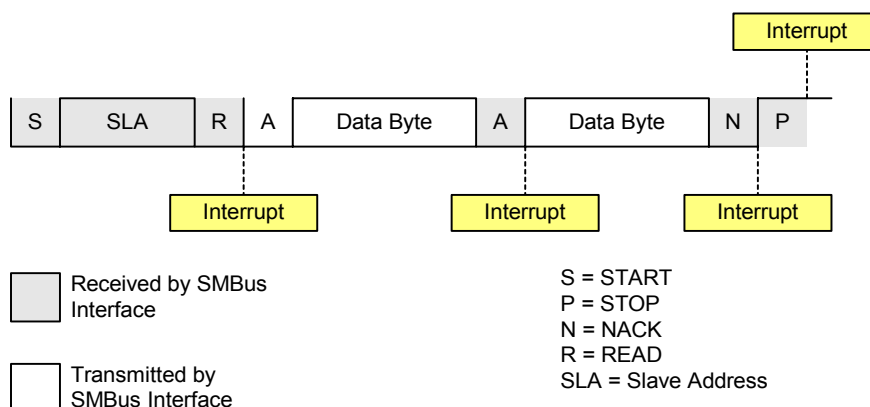 Interrupt
S SLA R A Data Byte A Data Byte N P
Interrupt Interrupt Interrupt
Received by SMBus
Interface
Transmitted by
SMBus Interface
S = START
P = STOP
N = NACK
R = READ
SLA = Slave Address